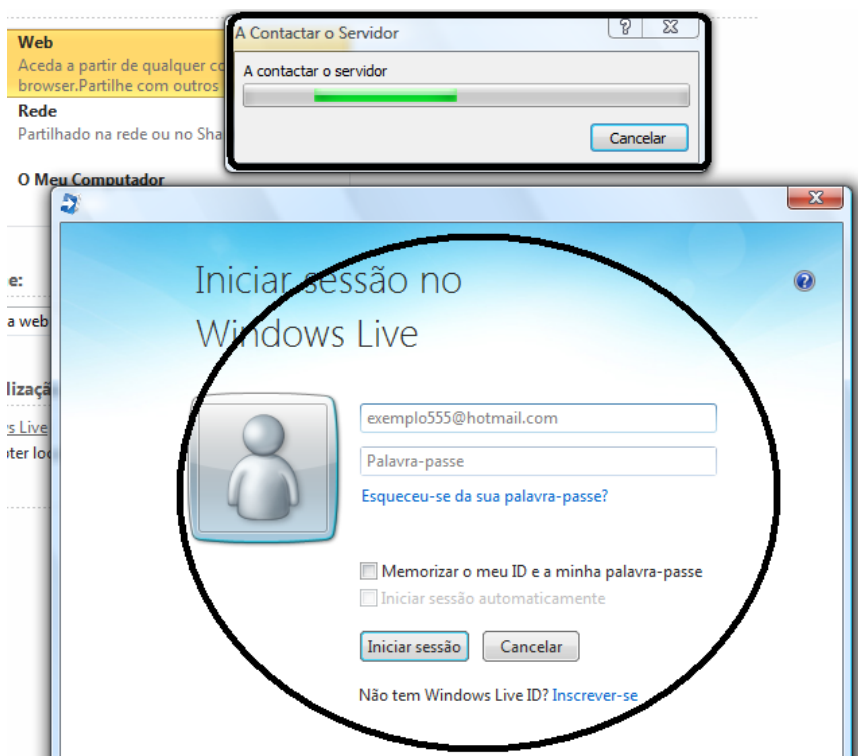 Web
Aceda a partir de qualquer co
browser.Partilhe com outros
Rede
Partilhado na rede ou no Sha
O Meu Computador
A Contactar o Servidor
A contactar o servidor
Cancelar
e:
a web
lizaçã
s Live
ter loc
Iniciar sessão no
Windows Live
exemplo555@hotmail.com
Palavra-passe
Esqueceu-se da sua palavra-passe?
Memorizar o meu ID e a minha palavra-passe
Iniciar sessão automaticamente
Iniciar sessão Cancelar
Não tem Windows Live ID? Inscrever-se